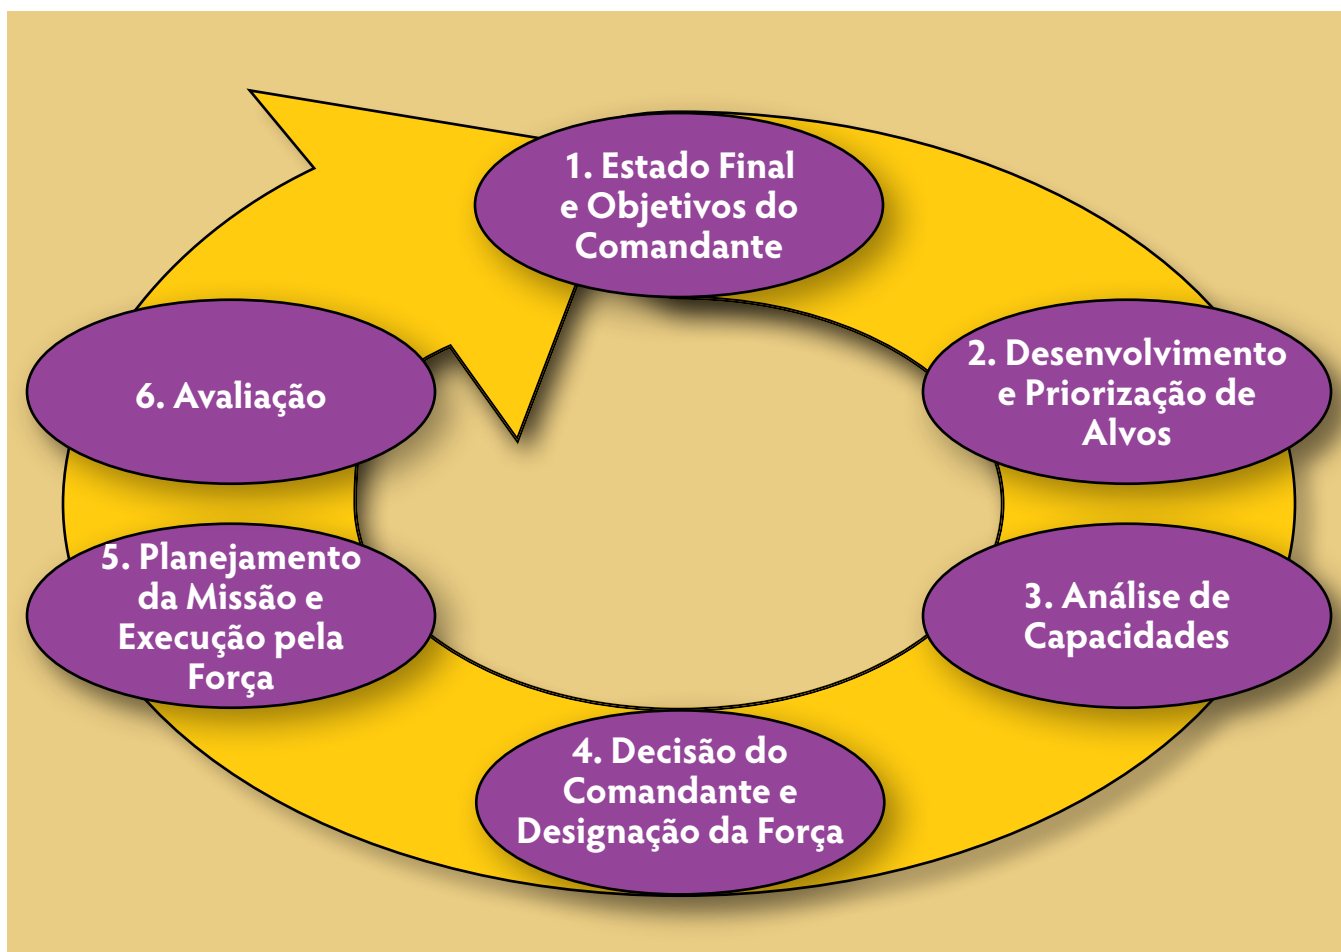 1. Estado Final
e Objetivos do
Comandante
2. Desenvolvimento
e Priorização de
Alvos
3. Análise de
Capacidades
4. Decisão do
Comandante e
Designação da Força
5. Planejamento
da Missão e
Execução pela
Força
6. Avaliação